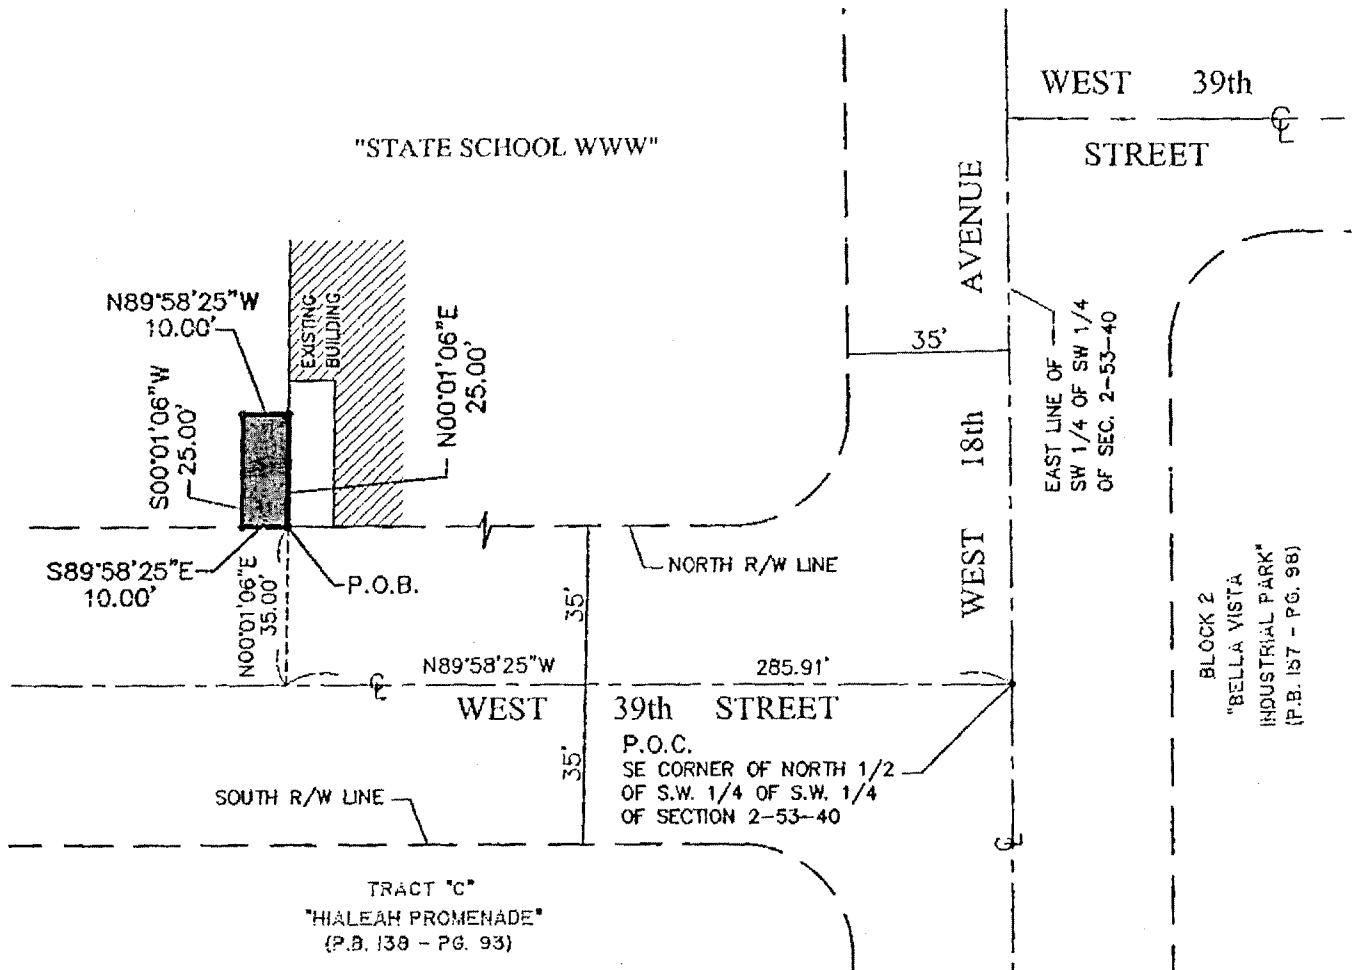 WEST 39th
℄
STREET
"STATE SCHOOL WWW"
AVENUE
N89°58'25"W
10.00'
EXISTING
BUILDING
N00°01'06"E
25.00'
S00°01'06"W
25.00'
35'
EAST LINE OF
SW 1/4 OF SW 1/4
OF SEC. 2-53-40
WEST 18th
S89°58'25"E
10.00'
N00°01'06"E
35.00'
P.O.B.
NORTH R/W LINE
35'
N89°58'25"W
285.91'
℄
WEST 39th STREET
35'
P.O.C.
SE CORNER OF NORTH 1/2
OF S.W. 1/4 OF S.W. 1/4
OF SECTION 2-53-40
BLOCK 2
"BELLA VISTA
INDUSTRIAL PARK"
(P.B. 157 - PG. 98)
SOUTH R/W LINE
℄
TRACT "C"
"HIALEAH PROMENADE"
(P.B. 138 - PG. 93)